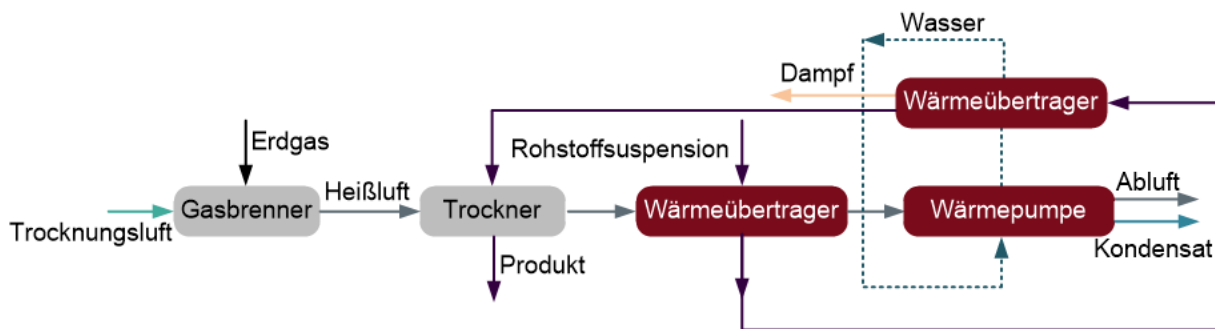 Wasser
Dampf
Wärmeübertrager
Erdgas
Rohstoffsuspension
Heißluft
Abluft
Gasbrenner
Trockner
Wärmeübertrager
Wärmepumpe
Trocknungsluft
Kondensat
Produkt